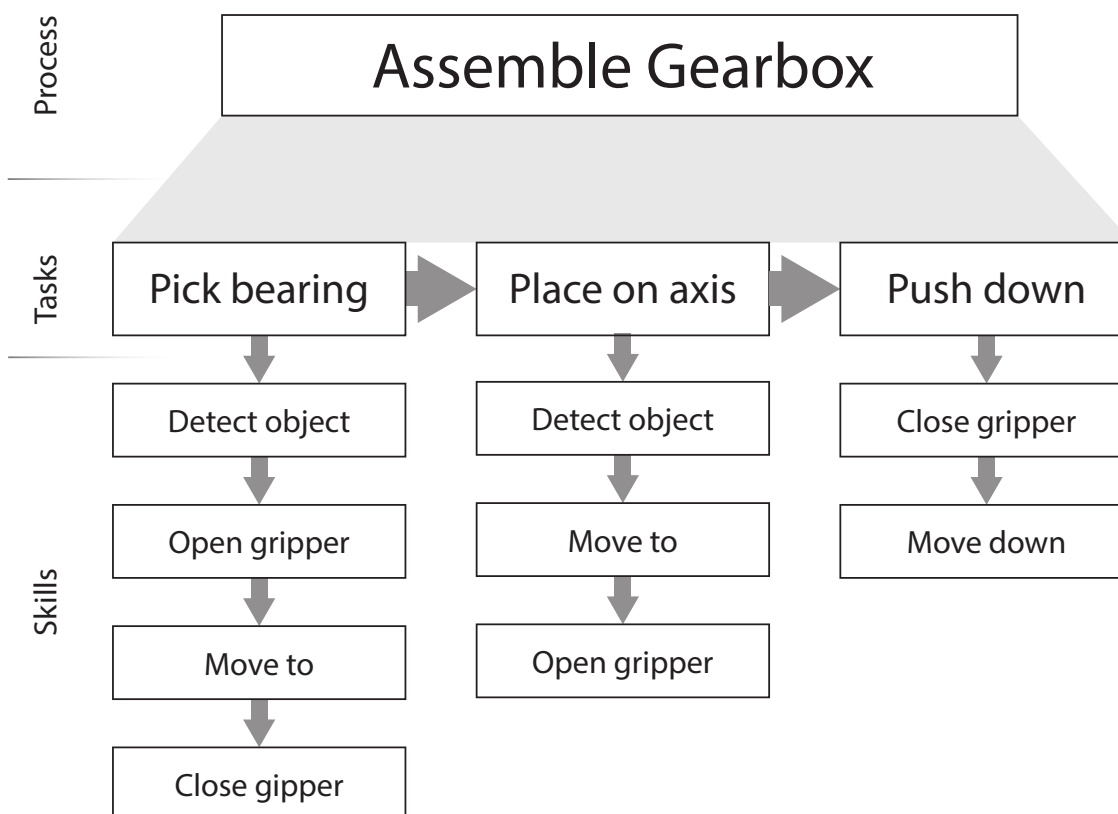 Process
Assemble Gearbox
Tasks
Pick bearing
Place on axis
Push down
Skills
Detect object
Open gripper
Move to
Close gipper
Detect object
Move to
Open gripper
Close gripper
Move down